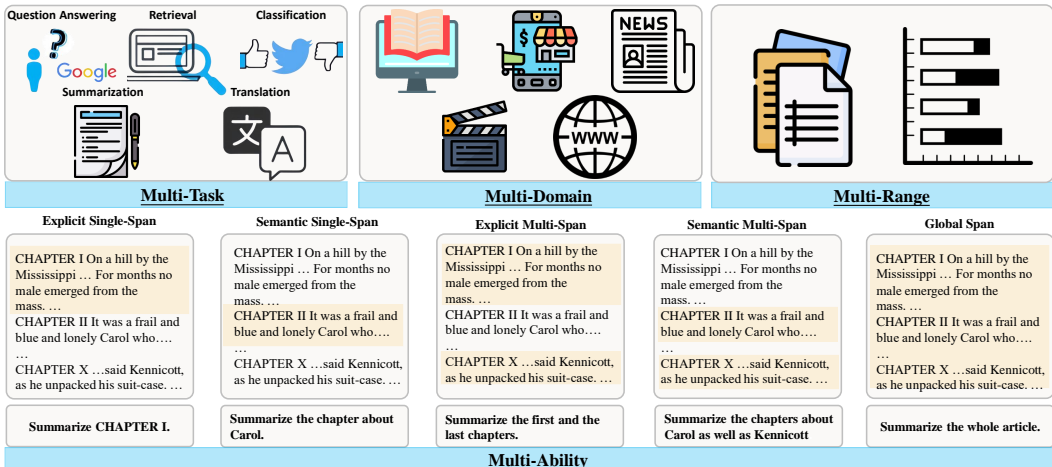 Question Answering
Retrieval
Classification
?
Google
Summarization
Translation
文
A
$
NEWS
WWW
Multi-Task
Multi-Domain
Multi-Range
Explicit Single-Span
CHAPTER I On a hill by the
Mississippi … For months no
male emerged from the
mass. …
CHAPTER II It was a frail and
blue and lonely Carol who….
…
CHAPTER X …said Kennicott,
as he unpacked his suit-case. …
Summarize CHAPTER I.
Semantic Single-Span
CHAPTER I On a hill by the
Mississippi … For months no
male emerged from the
mass. …
CHAPTER II It was a frail and
blue and lonely Carol who….
…
CHAPTER X …said Kennicott,
as he unpacked his suit-case. …
Summarize the chapter about
Carol.
Explicit Multi-Span
CHAPTER I On a hill by the
Mississippi … For months no
male emerged from the
mass. …
CHAPTER II It was a frail and
blue and lonely Carol who….
…
CHAPTER X …said Kennicott,
as he unpacked his suit-case. …
Summarize the first and the
last chapters.
Semantic Multi-Span
CHAPTER I On a hill by the
Mississippi … For months no
male emerged from the
mass. …
CHAPTER II It was a frail and
blue and lonely Carol who….
…
CHAPTER X …said Kennicott,
as he unpacked his suit-case. …
Summarize the chapters about
Carol as well as Kennicott
Global Span
CHAPTER I On a hill by the
Mississippi … For months no
male emerged from the
mass. …
CHAPTER II It was a frail and
blue and lonely Carol who….
…
CHAPTER X …said Kennicott,
as he unpacked his suit-case. …
Summarize the whole article.
Multi-Ability